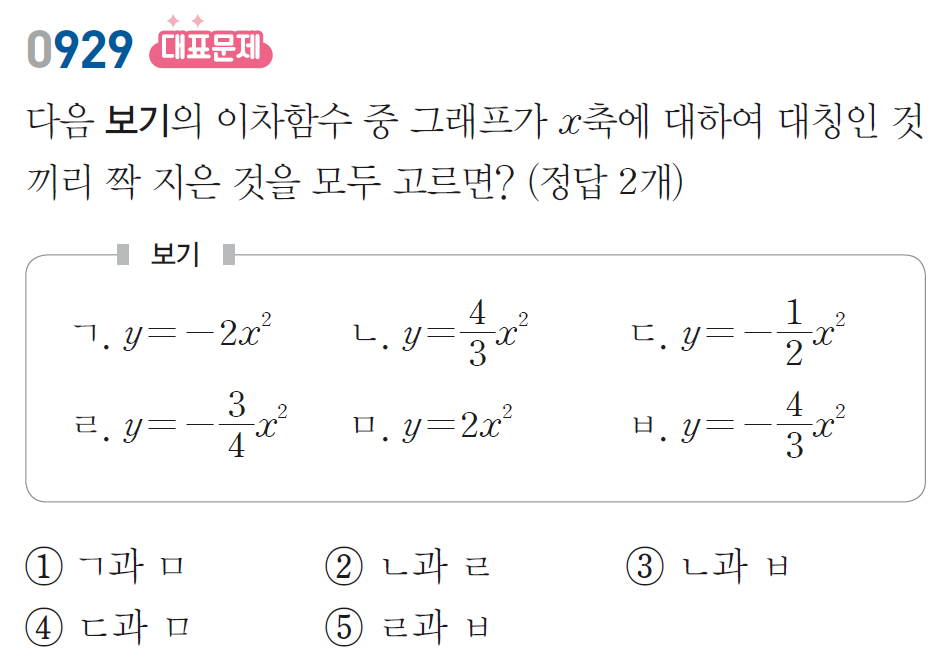 0929 대표문제
다음 보기의 이차함수 중 그래프가 x축에 대하여 대칭인 것
끼리 짝 지은 것을 모두 고르면? (정답 2개)
보기
ㄱ. y=-2x² ㄴ. y=4/3x² ㄷ. y=-1/2x²
ㄹ. y=-3/4x² ㅁ. y=2x² ㅂ. y=-4/3x²
① ㄱ과 ㅁ ② ㄴ과 ㄹ ③ ㄴ과 ㅂ
④ ㄷ과 ㅁ ⑤ ㄹ과 ㅂ